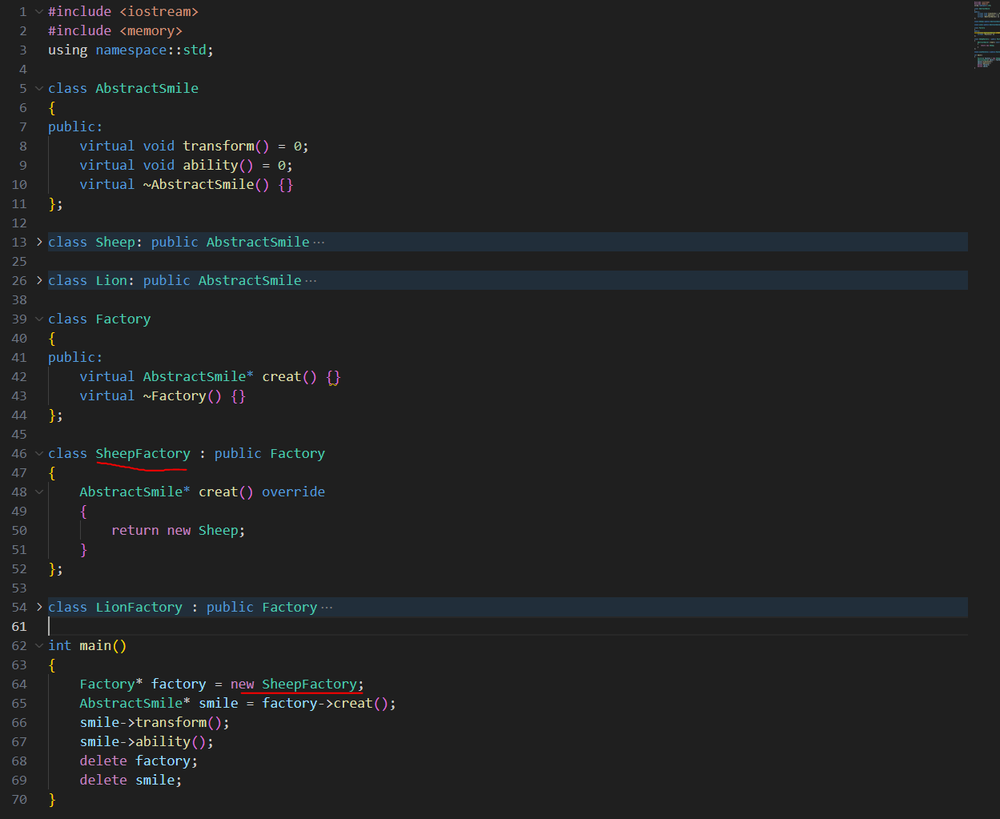 1 #include <iostream>
2 #include <memory>
3 using namespace::std;
4
5 class AbstractSmile
6 {
7 public:
8 virtual void transform() = 0;
9 virtual void ability() = 0;
10 virtual ~AbstractSmile() {}
11 };
12
13 class Sheep: public AbstractSmile ···
25
26 class Lion: public AbstractSmile ···
38
39 class Factory
40 {
41 public:
42 virtual AbstractSmile* creat() {}
43 virtual ~Factory() {}
44 };
45
46 class SheepFactory : public Factory
47 {
48 AbstractSmile* creat() override
49 {
50 return new Sheep;
51 }
52 };
53
54 class LionFactory : public Factory ···
61
62 int main()
63 {
64 Factory* factory = new SheepFactory;
65 AbstractSmile* smile = factory->creat();
66 smile->transform();
67 smile->ability();
68 delete factory;
69 delete smile;
70 }